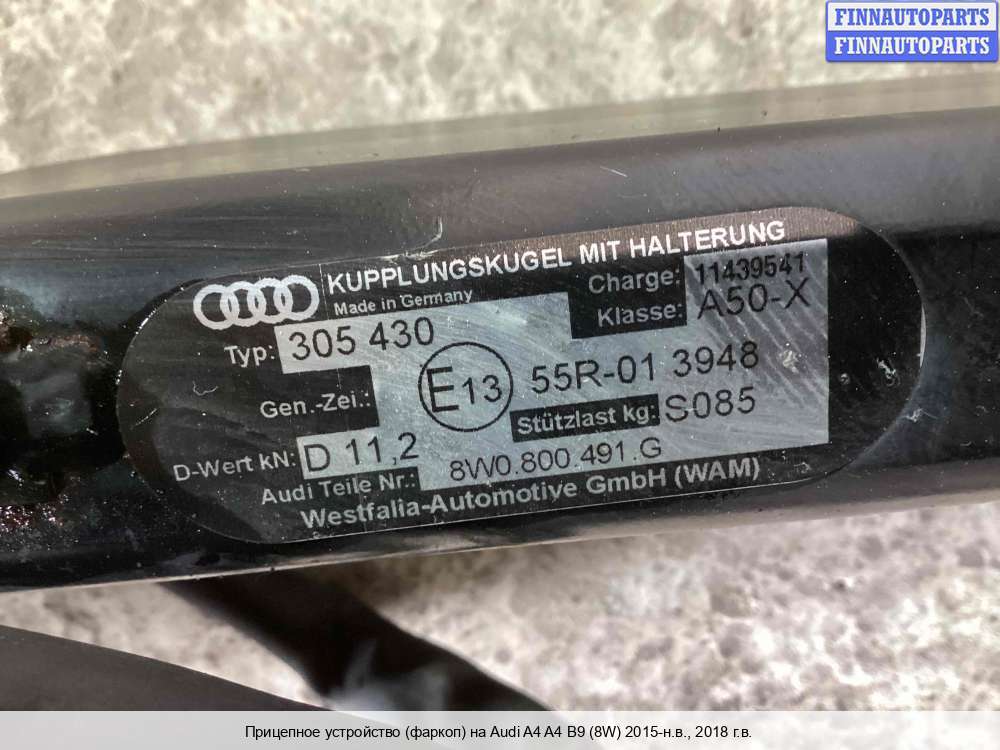 FINNAUTOPARTS
FINNAUTOPARTS
KUPPLUNGSKUGEL MIT HALTERUNG
Made in Germany
Charge: 11439541
Typ: 305 430
Klasse: A50-X
Gen.-Zei.: E13 55R-01 3948
Stützlast kg: S085
D-Wert kN: D 11,2
Audi Teile Nr.: 8W0.800 491.G
Westfalia-Automotive GmbH (WAM)
Прицепное устройство (фаркоп) на Audi A4 A4 B9 (8W) 2015-н.в., 2018 г.в.